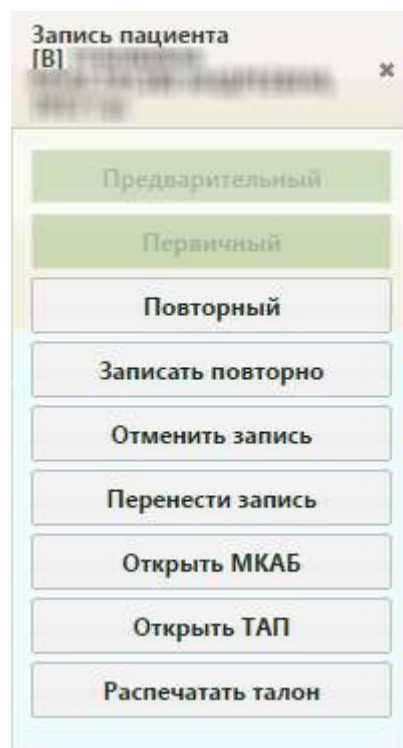 Запись пациента
[В]
Предварительный
Первичный
Повторный
Записать повторно
Отменить запись
Перенести запись
Открыть МКАБ
Открыть ТАП
Распечатать талон